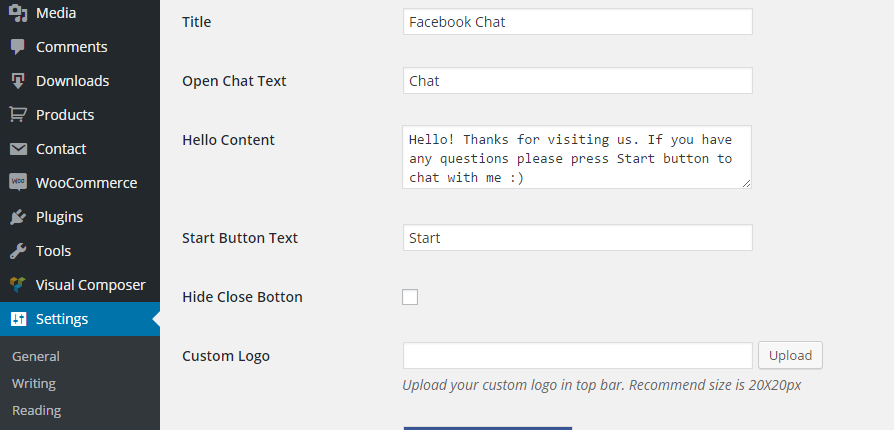 Media
Comments
Downloads
Products
Contact
WOO
WooCommerce
Plugins
Tools
Visual Composer
Settings
General
Writing
Reading
Title
Facebook Chat
Open Chat Text
Chat
Hello Content
Hello! Thanks for visiting us. If you have
any questions please press Start button to
chat with me :)
Start Button Text
Start
Hide Close Botton
Custom Logo
Upload
Upload your custom logo in top bar. Recommend size is 20X20px